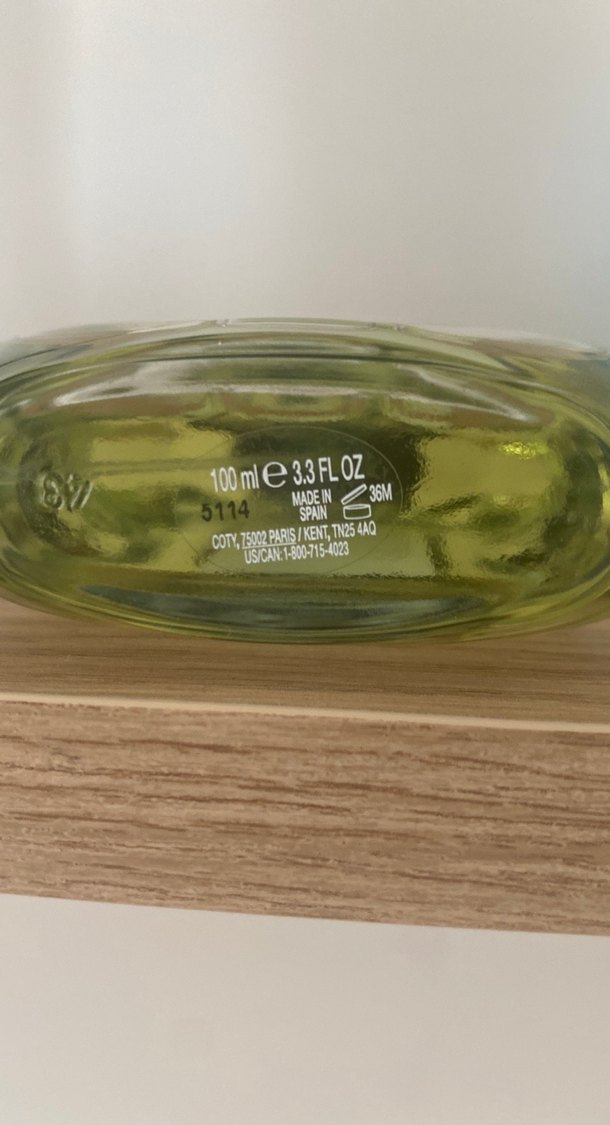 100 ml ℮ 3.3 FL OZ
5114
MADE IN
SPAIN
36M
COTY, 75002 PARIS / KENT, TN25 4AQ
US/CAN: 1-800-715-4023